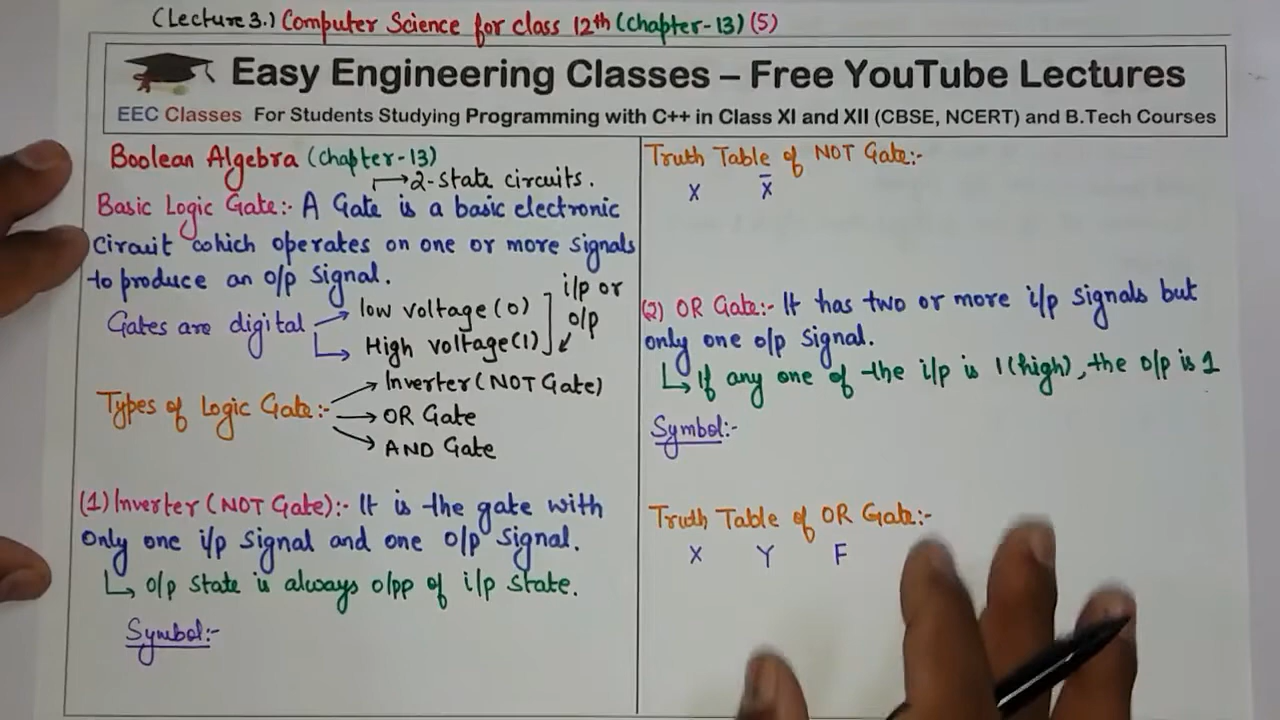 (Lecture 3.) Computer Science for class 12th (Chapter-13) (5)
Easy Engineering Classes – Free YouTube Lectures
EEC Classes For Students Studying Programming with C++ in Class XI and XII (CBSE, NCERT) and B.Tech Courses
Boolean Algebra (Chapter-13)
→ 2-state circuits.
Basic Logic Gate:- A Gate is a basic electronic
Circuit which operates on one or more signals
to produce an o/p signal.
Gates are digital
low voltage (0)
High voltage (1)
i/p or
o/p
Types of Logic Gate:-
Inverter (NOT Gate)
OR Gate
AND Gate
(1) Inverter (NOT Gate):- It is the gate with
only one i/p signal and one o/p signal.
↳ o/p state is always o/pp of i/p state.
Symbol:-
Truth Table of NOT Gate:-
X X̅
(2) OR Gate:- It has two or more i/p signals but
only one o/p signal.
↳ If any one of the i/p is 1 (high), the o/p is 1
Symbol:-
Truth Table of OR Gate:-
X Y F